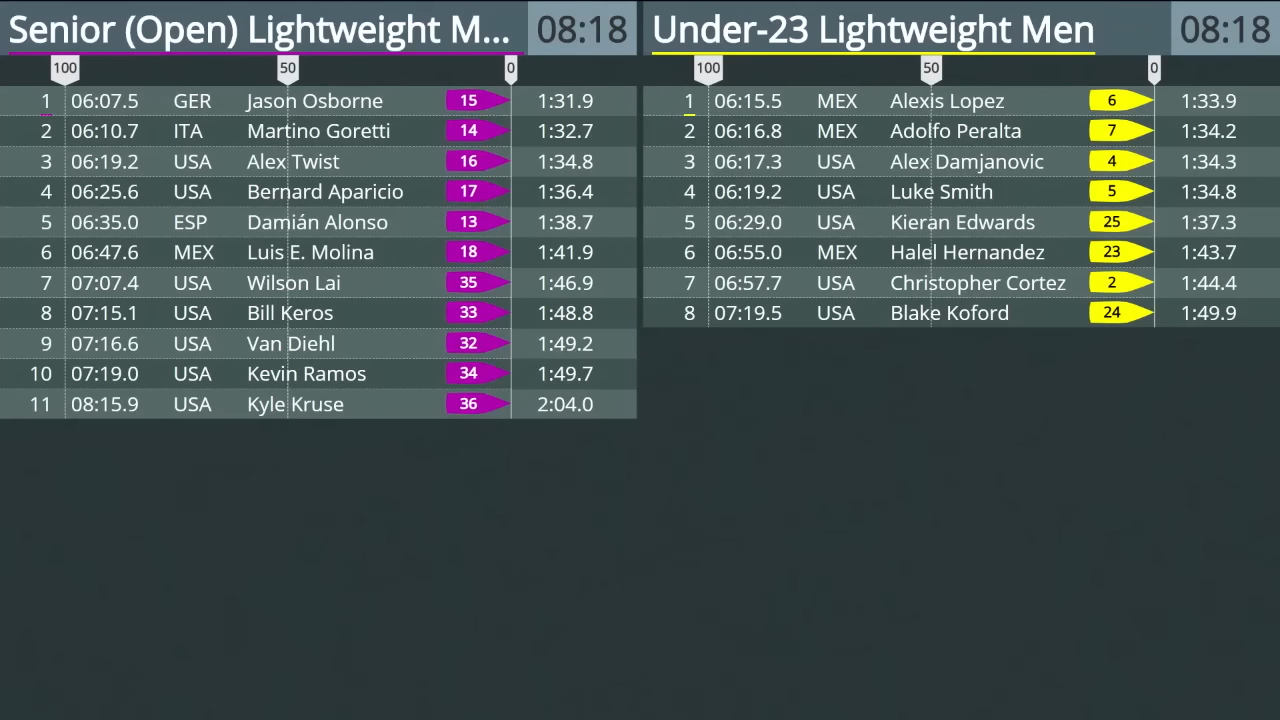 Senior (Open) Lightweight M... 08:18
100 50 0
1 06:07.5 GER Jason Osborne 15 1:31.9
2 06:10.7 ITA Martino Goretti 14 1:32.7
3 06:19.2 USA Alex Twist 16 1:34.8
4 06:25.6 USA Bernard Aparicio 17 1:36.4
5 06:35.0 ESP Damián Alonso 13 1:38.7
6 06:47.6 MEX Luis E. Molina 18 1:41.9
7 07:07.4 USA Wilson Lai 35 1:46.9
8 07:15.1 USA Bill Keros 33 1:48.8
9 07:16.6 USA Van Diehl 32 1:49.2
10 07:19.0 USA Kevin Ramos 34 1:49.7
11 08:15.9 USA Kyle Kruse 36 2:04.0
Under-23 Lightweight Men 08:18
100 50 0
1 06:15.5 MEX Alexis Lopez 6 1:33.9
2 06:16.8 MEX Adolfo Peralta 7 1:34.2
3 06:17.3 USA Alex Damjanovic 4 1:34.3
4 06:19.2 USA Luke Smith 5 1:34.8
5 06:29.0 USA Kieran Edwards 25 1:37.3
6 06:55.0 MEX Halel Hernandez 23 1:43.7
7 06:57.7 USA Christopher Cortez 2 1:44.4
8 07:19.5 USA Blake Koford 24 1:49.9